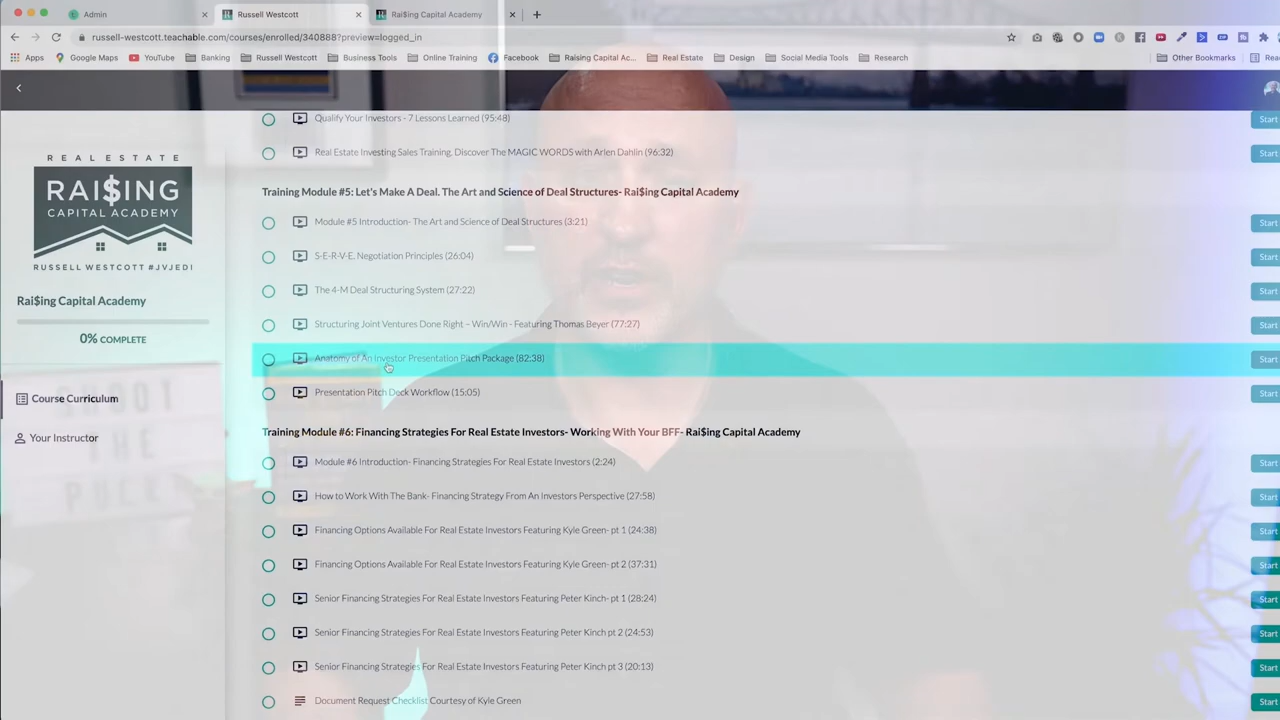 Admin
Russell Westcott
Rai$ing Capital Academy
russell-westcott.teachable.com/courses/enrolled/340888?preview=logged_in
Apps
Google Maps
YouTube
Banking
Russell Westcott
Business Tools
Online Training
Facebook
Raising Capital Ac...
Real Estate
Design
Social Media Tools
Research
Other Bookmarks
REAL ESTATE
RAI$ING
CAPITAL ACADEMY
RUSSELL WESTCOTT #JVJEDI
Rai$ing Capital Academy
0% COMPLETE
Course Curriculum
Your Instructor
Qualify Your Investors - 7 Lessons Learned (95:48)
Start
Real Estate Investing Sales Training, Discover The MAGIC WORDS with Arlen Dahlin (96:32)
Start
Training Module #5: Let's Make A Deal. The Art and Science of Deal Structures- Rai$ing Capital Academy
Module #5 Introduction- The Art and Science of Deal Structures (3:21)
Start
S-E-R-V-E. Negotiation Principles (26:04)
Start
The 4-M Deal Structuring System (27:22)
Start
Structuring Joint Ventures Done Right – Win/Win - Featuring Thomas Beyer (77:27)
Start
Anatomy of An Investor Presentation Pitch Package (82:38)
Start
Presentation Pitch Deck Workflow (15:05)
Start
Training Module #6: Financing Strategies For Real Estate Investors- Working With Your BFF- Rai$ing Capital Academy
Module #6 Introduction- Financing Strategies For Real Estate Investors (2:24)
Start
How to Work With The Bank- Financing Strategy From An Investors Perspective (27:58)
Start
Financing Options Available For Real Estate Investors Featuring Kyle Green- pt 1 (24:38)
Start
Financing Options Available For Real Estate Investors Featuring Kyle Green- pt 2 (37:31)
Start
Senior Financing Strategies For Real Estate Investors Featuring Peter Kinch- pt 1 (28:24)
Start
Senior Financing Strategies For Real Estate Investors Featuring Peter Kinch pt 2 (24:53)
Start
Senior Financing Strategies For Real Estate Investors Featuring Peter Kinch pt 3 (20:13)
Start
Document Request Checklist Courtesy of Kyle Green
Start
SHOOT
THE